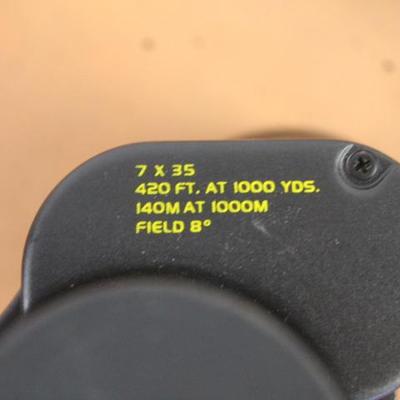 7 X 35
420 FT. AT 1000 YDS.
140M AT 1000M
FIELD 8°